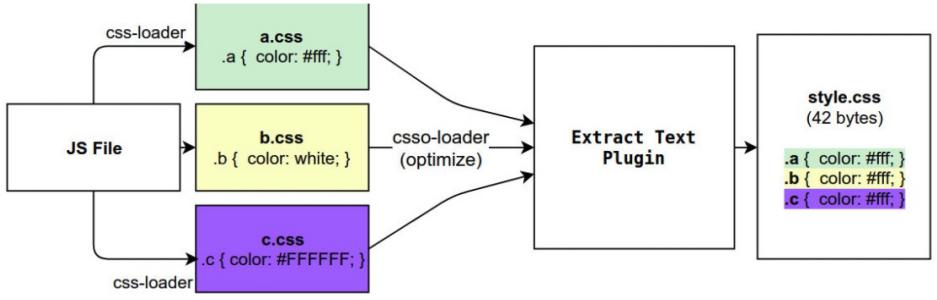 css-loader
a.css
.a { color: #fff; }
JS File
b.css
.b { color: white; }
csso-loader
(optimize)
c.css
.c { color: #FFFFFF; }
css-loader
Extract Text
Plugin
style.css
(42 bytes)
.a { color: #fff; }
.b { color: #fff; }
.c { color: #fff; }